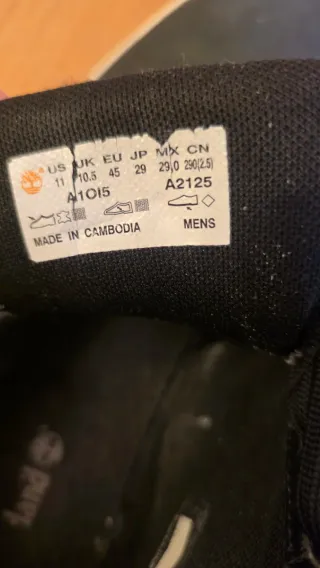 US UK EU JP MX CN
11 10.5 45 29 29,0 290(2.5)
A1OI5 A2125
MADE IN CAMBODIA MENS